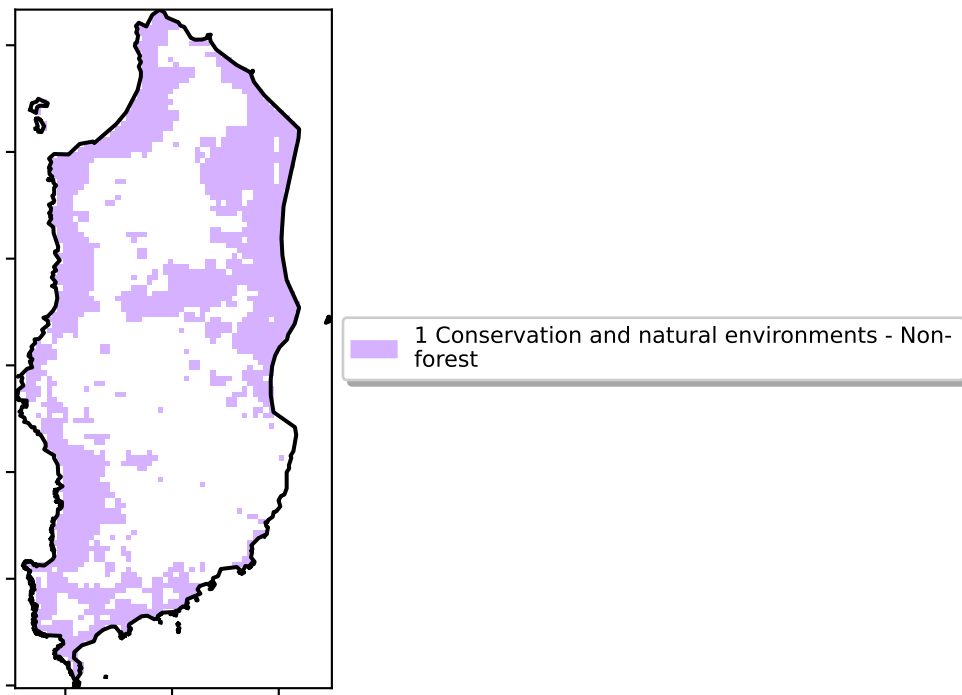 1 Conservation and natural environments - Non-
forest